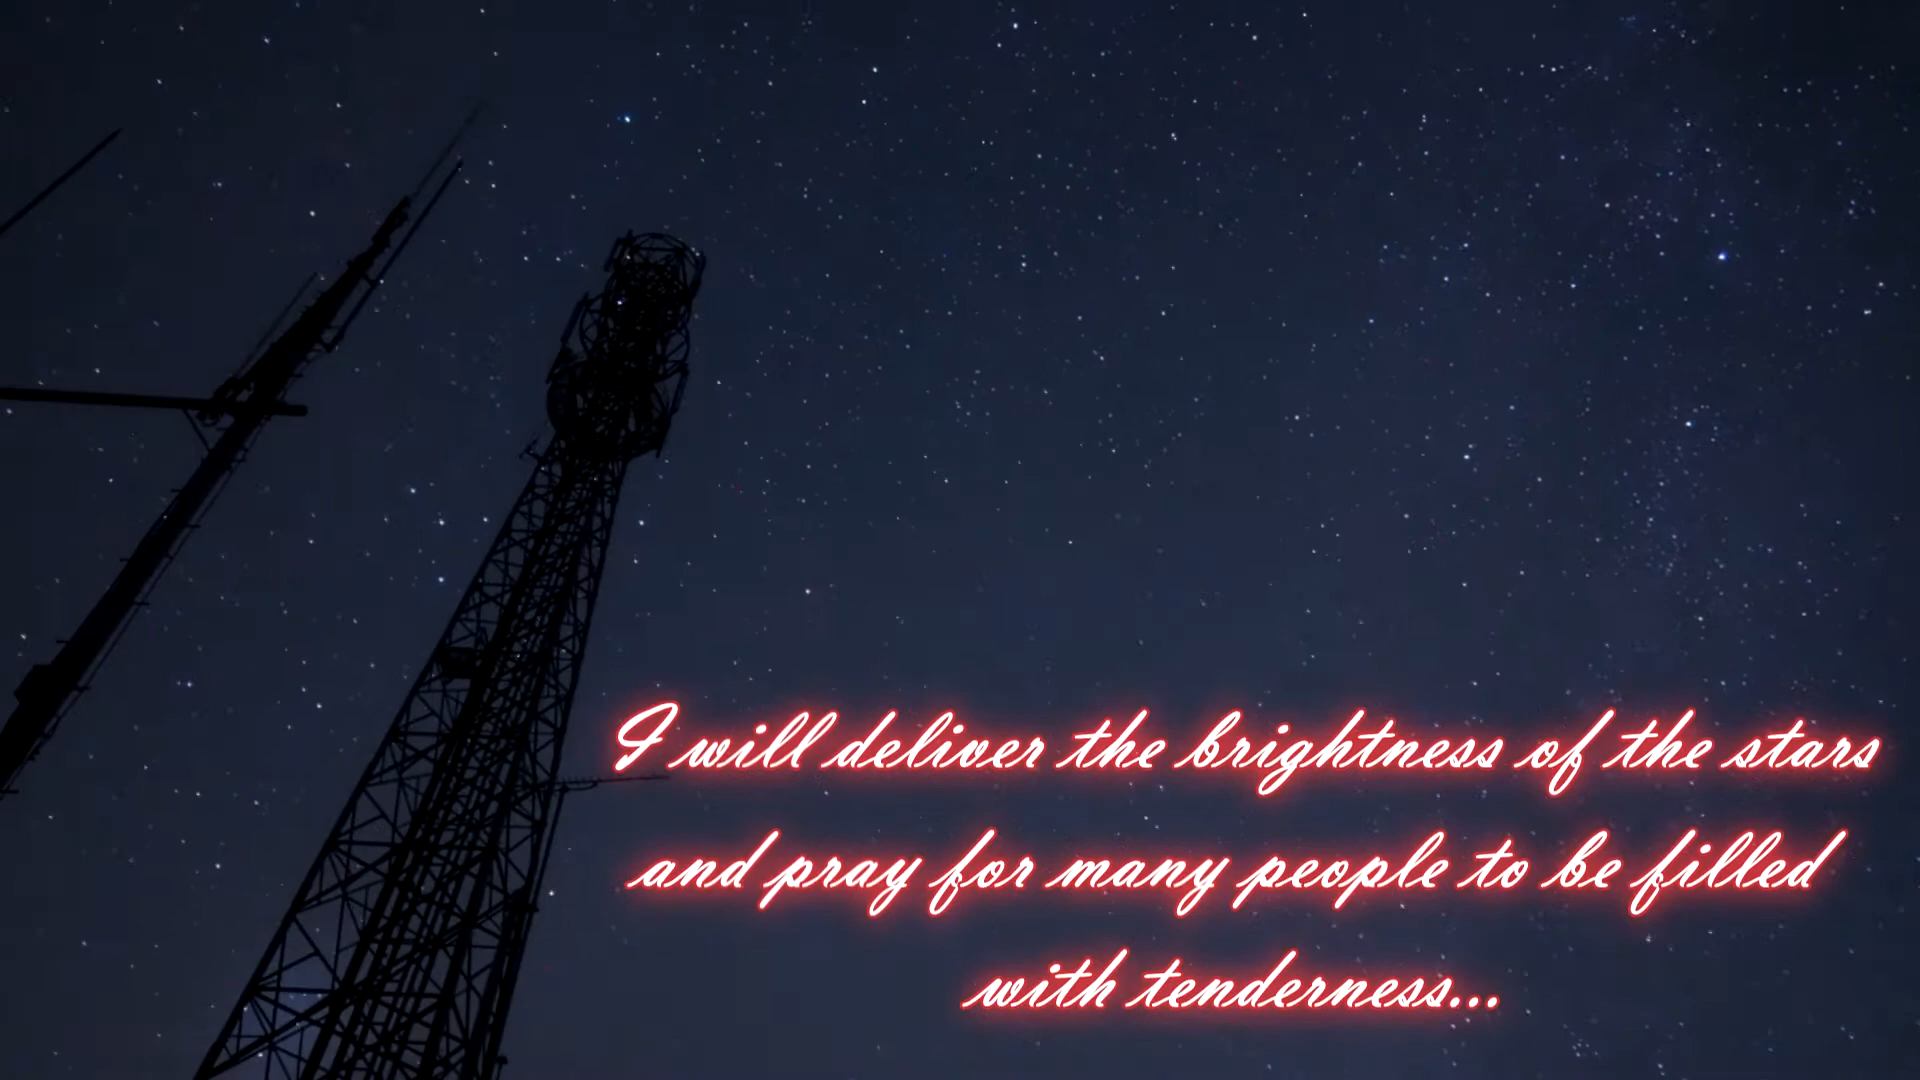 I will deliver the brightness of the stars
and pray for many people to be filled
with tenderness...